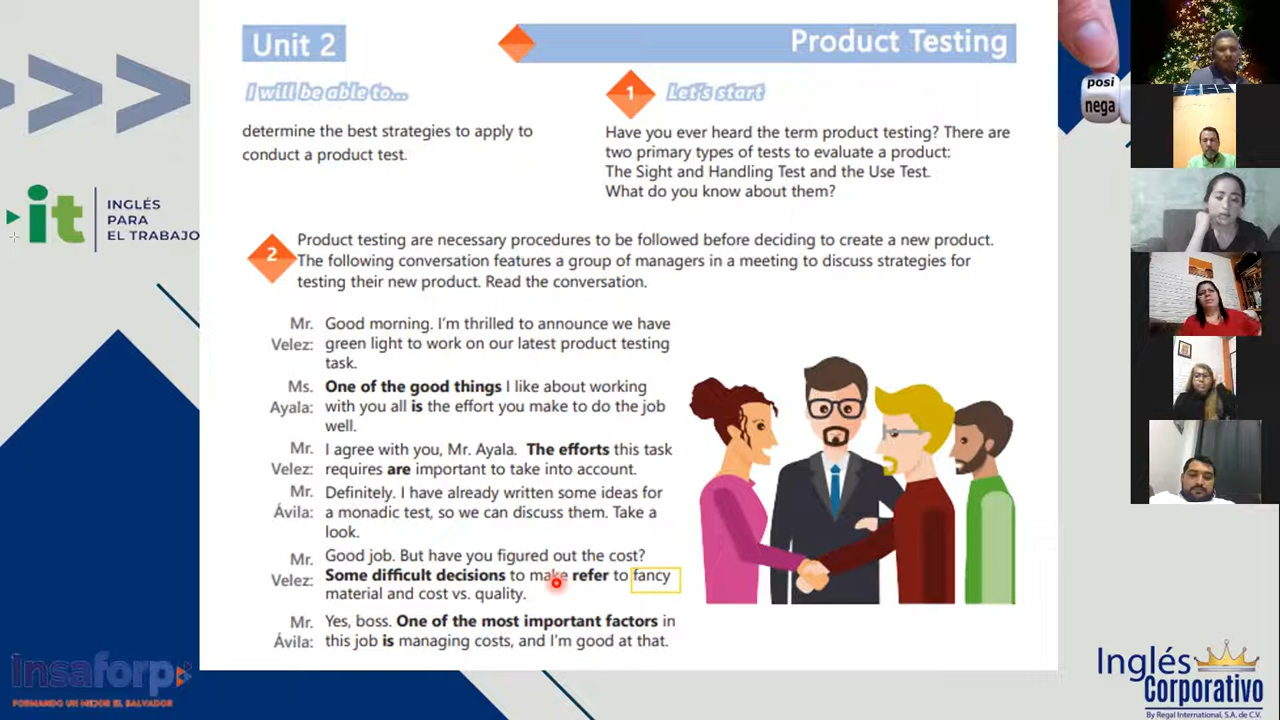 Unit 2
Product Testing
I will be able to...
determine the best strategies to apply to
conduct a product test.
1
Let's start
Have you ever heard the term product testing? There are
two primary types of tests to evaluate a product:
The Sight and Handling Test and the Use Test.
What do you know about them?
2
Product testing are necessary procedures to be followed before deciding to create a new product.
The following conversation features a group of managers in a meeting to discuss strategies for
testing their new product. Read the conversation.
Mr. Good morning. I'm thrilled to announce we have
Velez: green light to work on our latest product testing
task.
Ms. One of the good things I like about working
Ayala: with you all is the effort you make to do the job
well.
Mr. I agree with you, Mr. Ayala. The efforts this task
Velez: requires are important to take into account.
Mr. Definitely. I have already written some ideas for
Ávila: a monadic test, so we can discuss them. Take a
look.
Mr. Good job. But have you figured out the cost?
Velez: Some difficult decisions to make refer to fancy
material and cost vs. quality.
Mr. Yes, boss. One of the most important factors in
Ávila: this job is managing costs, and I'm good at that.
it
INGLÉS
PARA
EL TRABAJO
Insaforp
FORMANDO UN MEJOR EL SALVADOR
posi
nega
Inglés
Corporativo
By Regal International, S.A. de C.V.